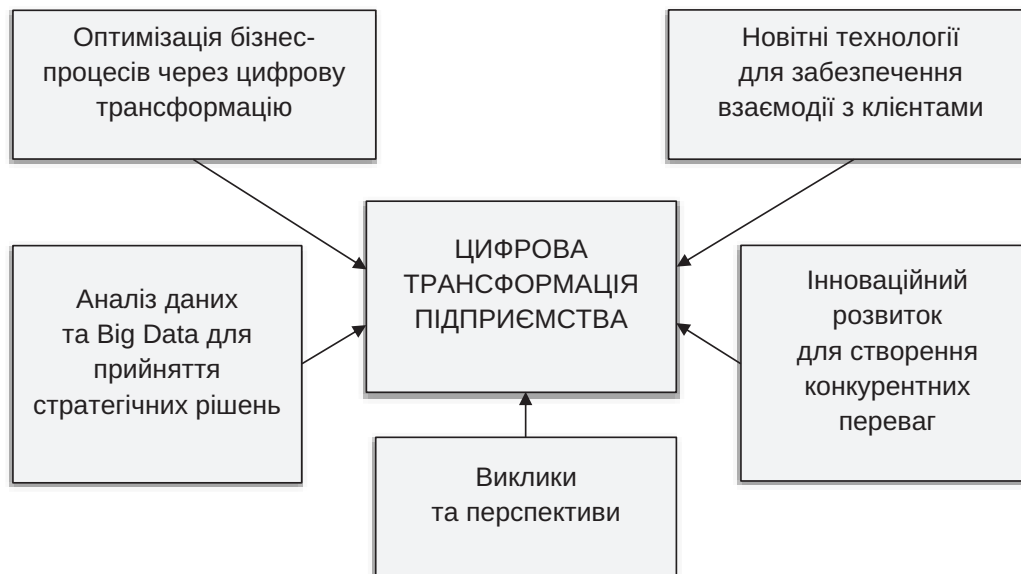 Оптимізація бізнес-
процесів через цифрову
трансформацію
Новітні технології
для забезпечення
взаємодії з клієнтами
ЦИФРОВА
ТРАНСФОРМАЦІЯ
ПІДПРИЄМСТВА
Аналіз даних
та Big Data для
прийняття
стратегічних рішень
Інноваційний
розвиток
для створення
конкурентних
переваг
Виклики
та перспективи